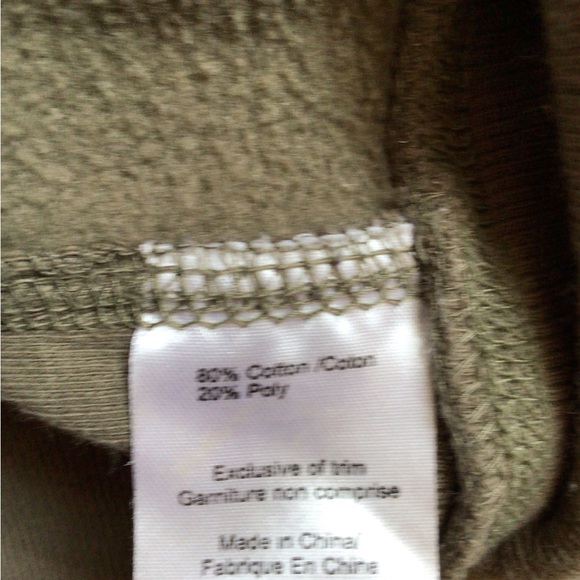 80% Cotton /Coton
20% Poly
Exclusive of trim
Garniture non comprise
Made in China/
Fabrique En Chine